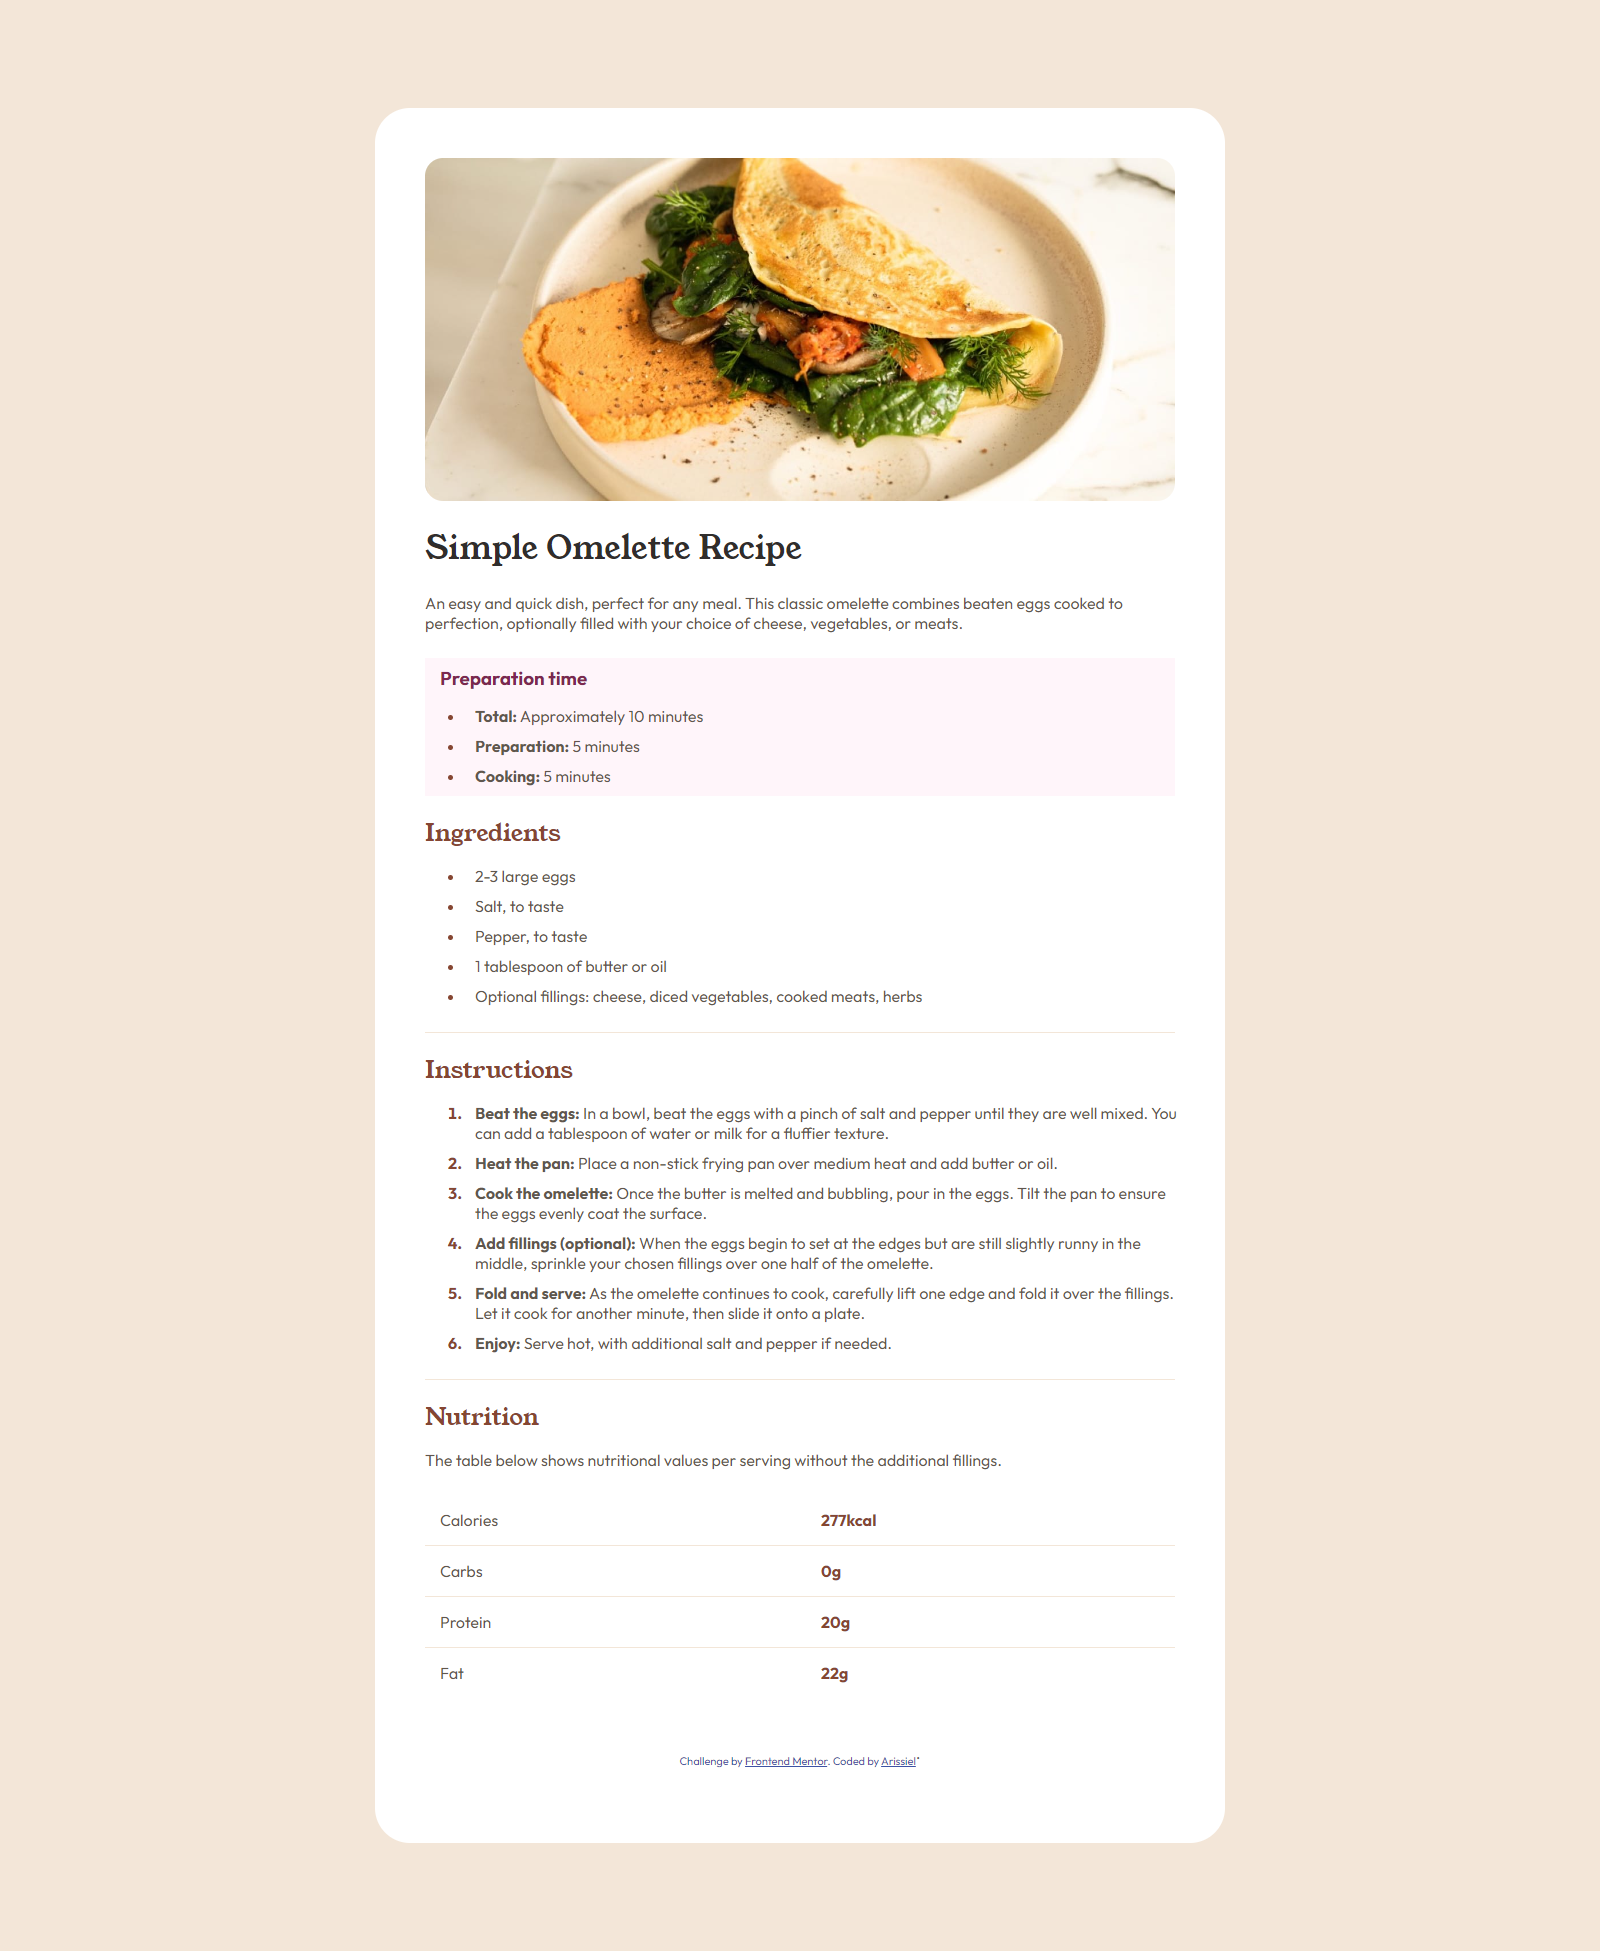 Simple Omelette Recipe
An easy and quick dish, perfect for any meal. This classic omelette combines beaten eggs cooked to
perfection, optionally filled with your choice of cheese, vegetables, or meats.
Preparation time
• Total: Approximately 10 minutes
• Preparation: 5 minutes
• Cooking: 5 minutes
Ingredients
• 2-3 large eggs
• Salt, to taste
• Pepper, to taste
• 1 tablespoon of butter or oil
• Optional fillings: cheese, diced vegetables, cooked meats, herbs
Instructions
1. Beat the eggs: In a bowl, beat the eggs with a pinch of salt and pepper until they are well mixed. You
can add a tablespoon of water or milk for a fluffier texture.
2. Heat the pan: Place a non-stick frying pan over medium heat and add butter or oil.
3. Cook the omelette: Once the butter is melted and bubbling, pour in the eggs. Tilt the pan to ensure
the eggs evenly coat the surface.
4. Add fillings (optional): When the eggs begin to set at the edges but are still slightly runny in the
middle, sprinkle your chosen fillings over one half of the omelette.
5. Fold and serve: As the omelette continues to cook, carefully lift one edge and fold it over the fillings.
Let it cook for another minute, then slide it onto a plate.
6. Enjoy: Serve hot, with additional salt and pepper if needed.
Nutrition
The table below shows nutritional values per serving without the additional fillings.
Calories 277kcal
Carbs 0g
Protein 20g
Fat 22g
Challenge by Frontend Mentor. Coded by Arissiel